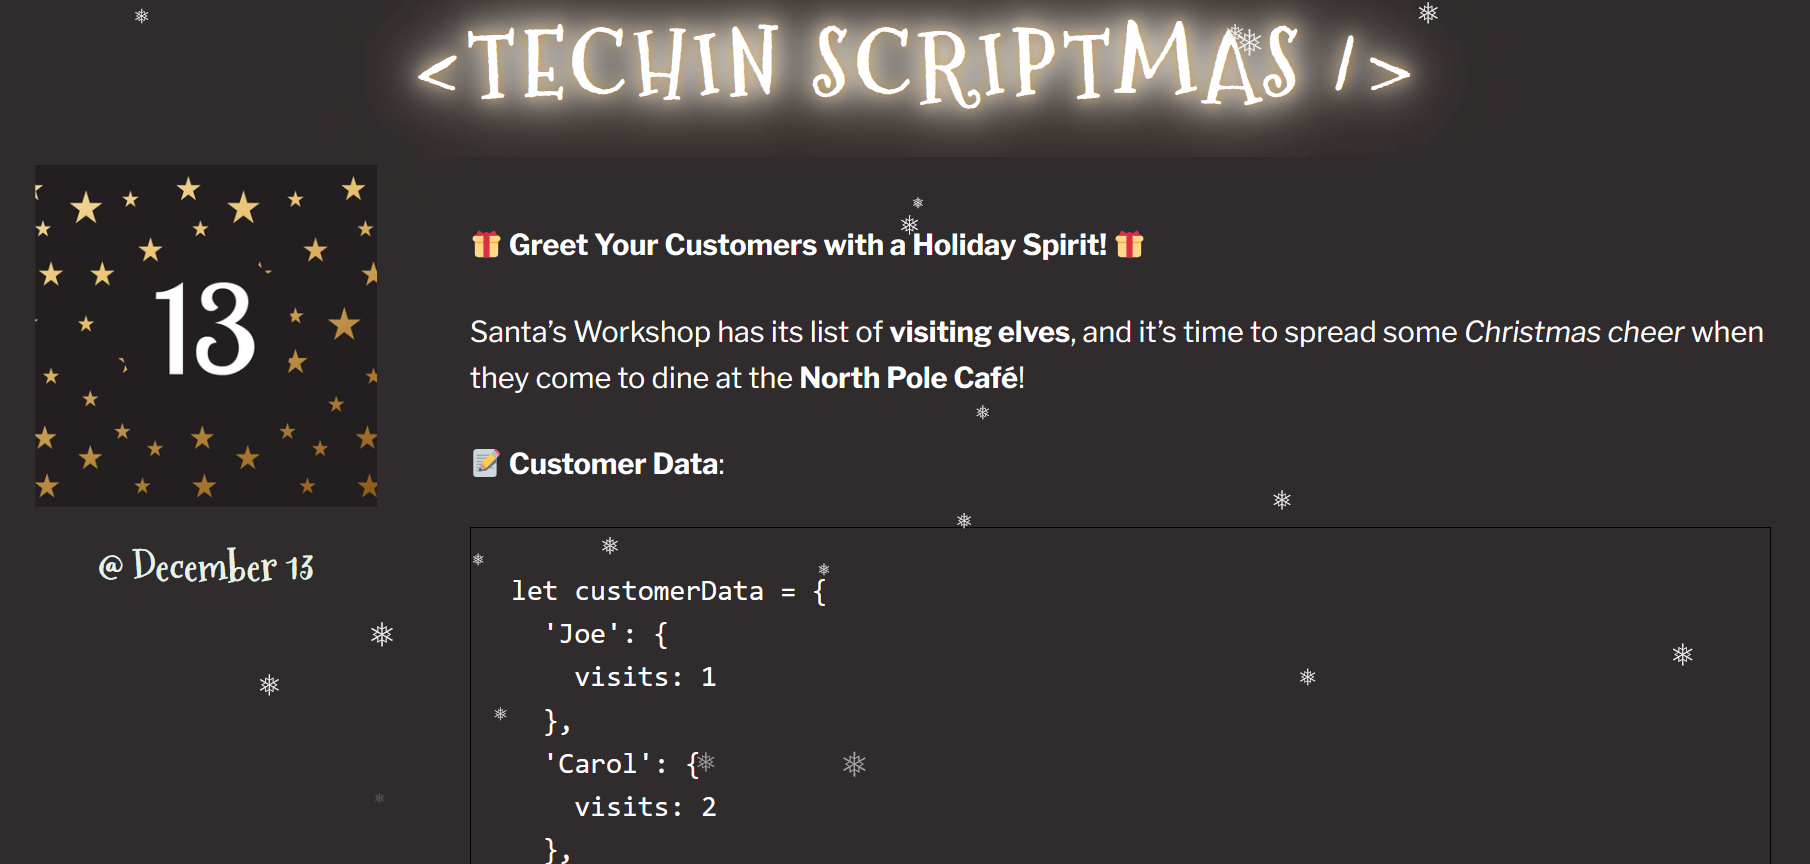 <TECHIN SCRIPTMAS />
13
@ December 13
🎁 Greet Your Customers with a Holiday Spirit! 🎁
Santa’s Workshop has its list of visiting elves, and it’s time to spread some Christmas cheer when
they come to dine at the North Pole Café!
📝 Customer Data:
let customerData = {
  'Joe': {
    visits: 1
  },
  'Carol': {
    visits: 2
  },